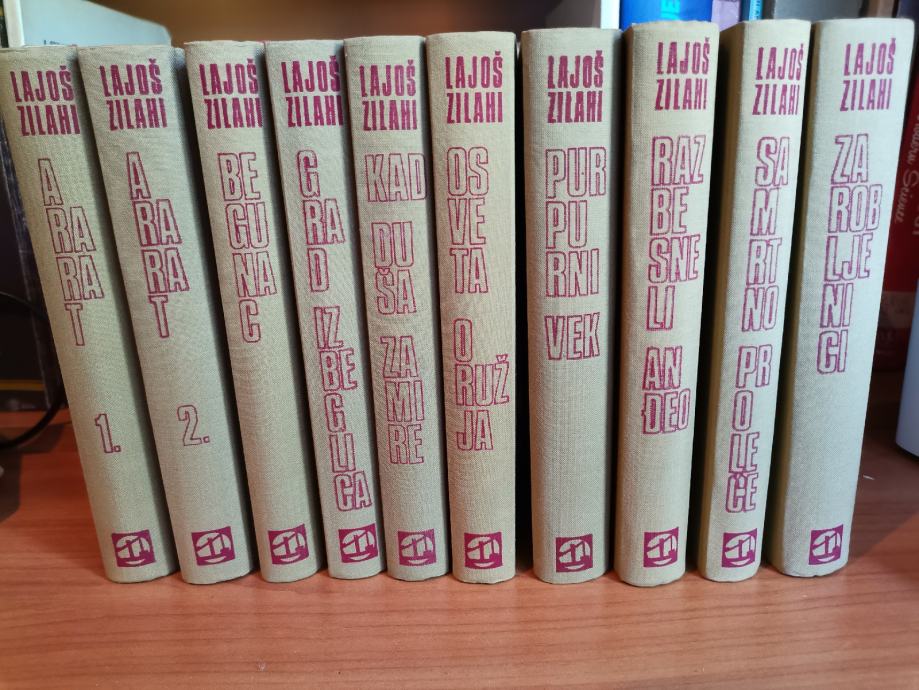 LAJOŠ
ZILAHI
A
RA
RA
T
1.
LAJOŠ
ZILAHI
A
RA
RA
T
2.
LAJOŠ
ZILAHI
BE
GU
NA
C
LAJOŠ
ZILAHI
G
RA
D
IZ
BE
G
LI
CA
LAJOŠ
ZILAHI
KAD
DU
ŠA
ZA
MI
RE
LAJOŠ
ZILAHI
OS
VE
TA
O
RUŽ
JA
LAJOŠ
ZILAHI
PUR
PU
RNI
VEK
LAJOŠ
ZILAHI
RAZ
BE
SNE
LI
AN
ĐEO
LAJOŠ
ZILAHI
SA
M
RT
NO
PR
O
LE
ĆE
LAJOŠ
ZILAHI
ZA
ROB
LJE
NI
CI